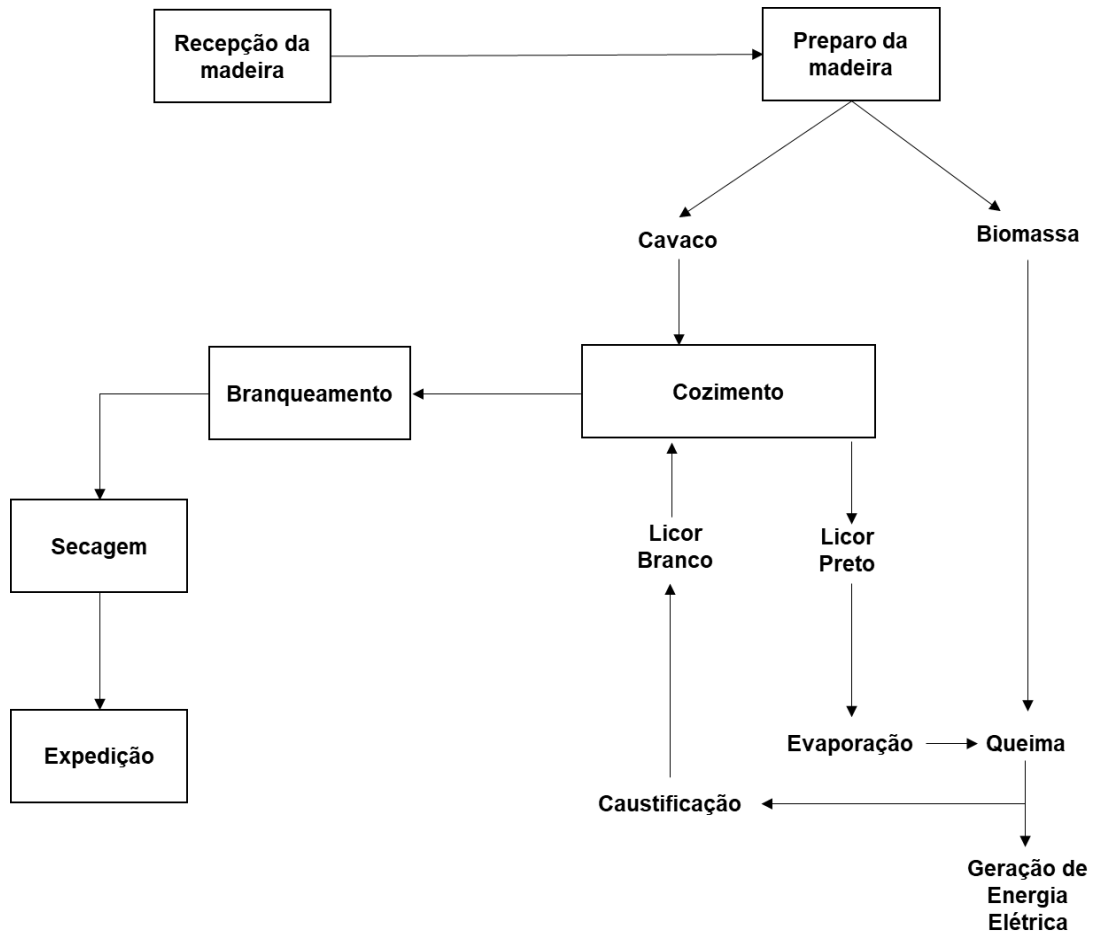 Recepção da
madeira
Preparo da
madeira
Cavaco
Biomassa
Branqueamento
Cozimento
Secagem
Licor
Branco
Licor
Preto
Expedição
Evaporação
Queima
Caustificação
Geração de
Energia
Elétrica